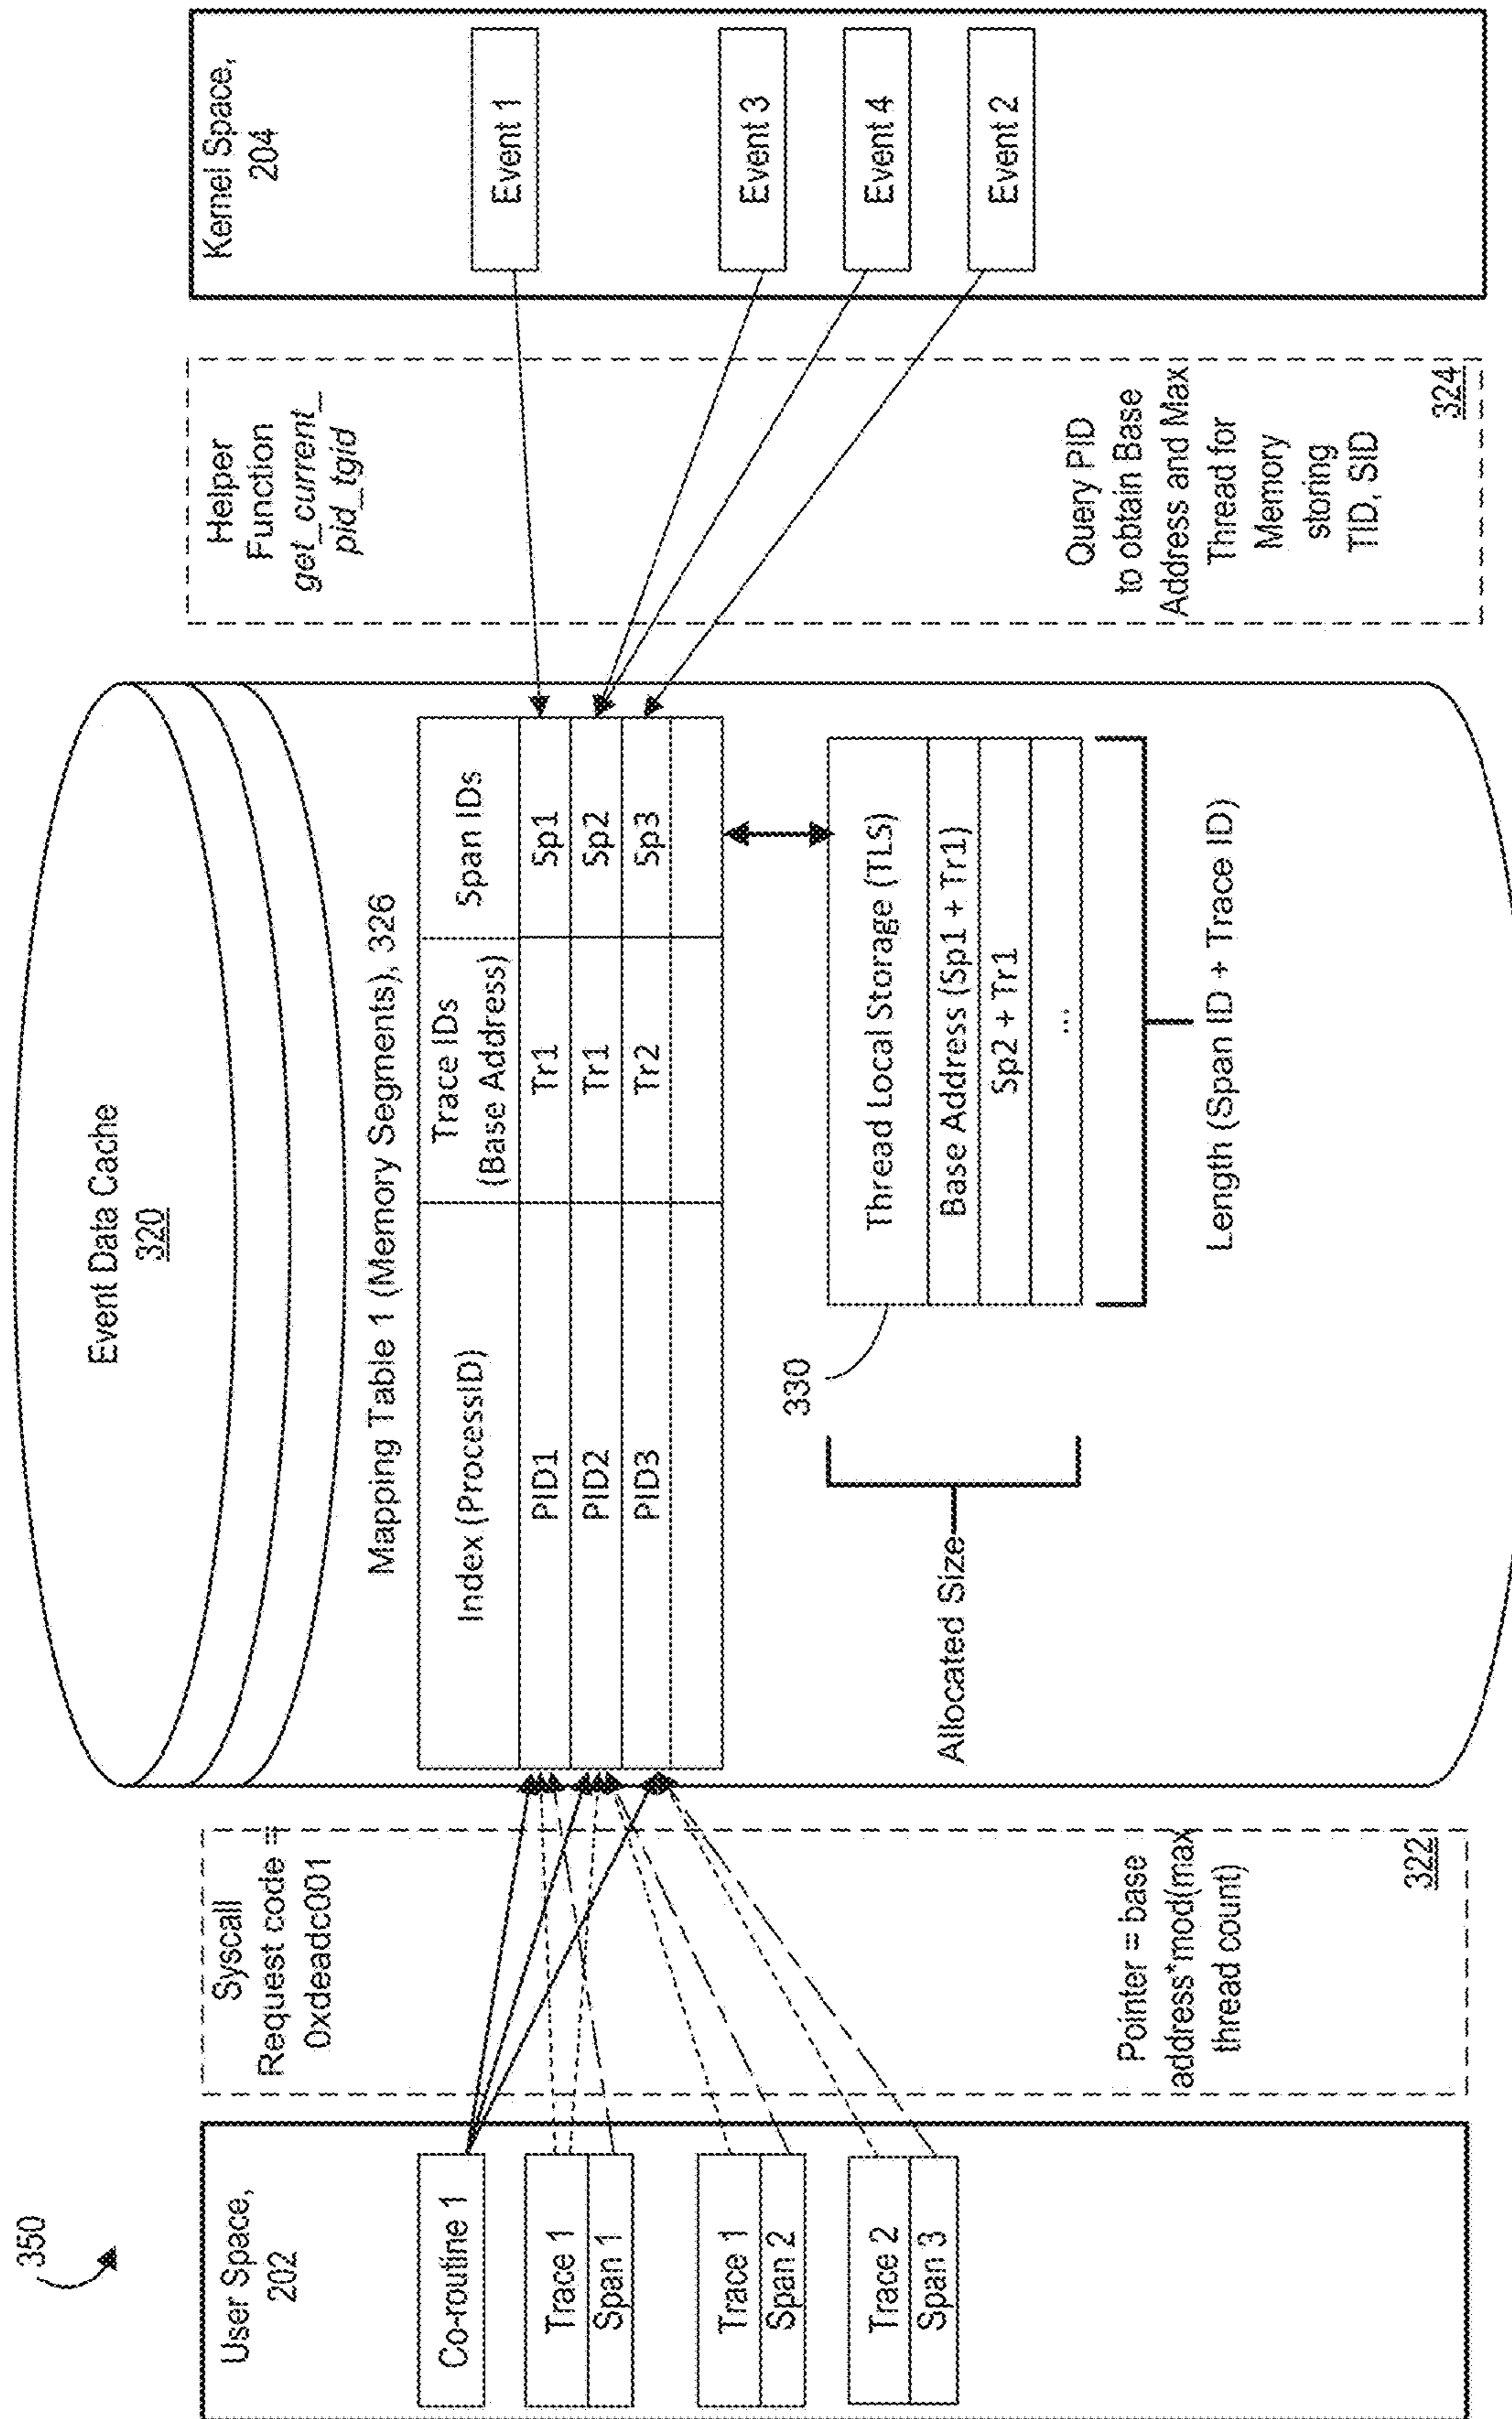 350
User Space,
202
Co-routine 1
Trace 1
Span 1
Trace 1
Span 2
Trace 2
Span 3
Syscall
Request code =
0xdeadc001
Pointer = base
address*mod(max
thread count)
322
Event Data Cache
320
Mapping Table 1 (Memory Segments), 326
Index (ProcessID)
Trace IDs
(Base Address)
Span IDs
PID1
Tr1
Sp1
PID2
Tr1
Sp2
PID3
Tr2
Sp3
330
Allocated Size
Thread Local Storage (TLS)
Base Address (Sp1 + Tr1)
Sp2 + Tr1
...
Length (Span ID + Trace ID)
Helper
Function
get_current_
pid_tgid
Query PID
to obtain Base
Address and Max
Thread for
Memory
storing
TID, SID
324
Kernel Space,
204
Event 1
Event 3
Event 4
Event 2